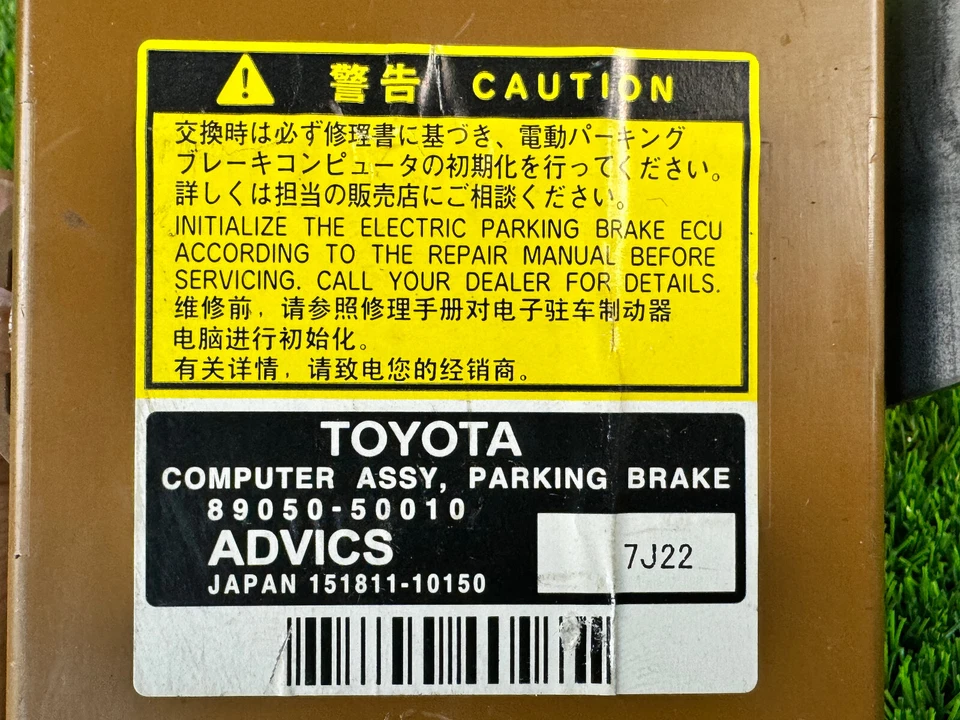 警告 CAUTION
交換時は必ず修理書に基づき、電動パーキング
ブレーキコンピュータの初期化を行ってください。
詳しくは担当の販売店にご相談ください。
INITIALIZE THE ELECTRIC PARKING BRAKE ECU
ACCORDING TO THE REPAIR MANUAL BEFORE
SERVICING. CALL YOUR DEALER FOR DETAILS.
维修前，请参照修理手册对电子驻车制动器
电脑进行初始化。
有关详情，请致电您的经销商。
TOYOTA
COMPUTER ASSY, PARKING BRAKE
89050-50010
ADVICS
7J22
JAPAN 151811-10150